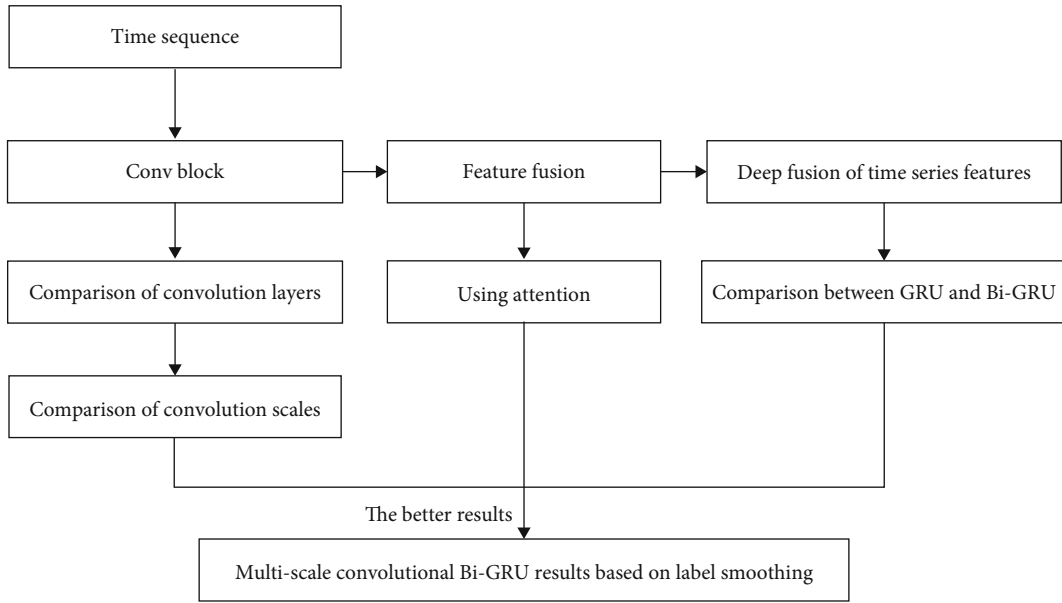 Time sequence
Conv block
Feature fusion
Deep fusion of time series features
Comparison of convolution layers
Using attention
Comparison between GRU and Bi-GRU
Comparison of convolution scales
The better results
Multi-scale convolutional Bi-GRU results based on label smoothing